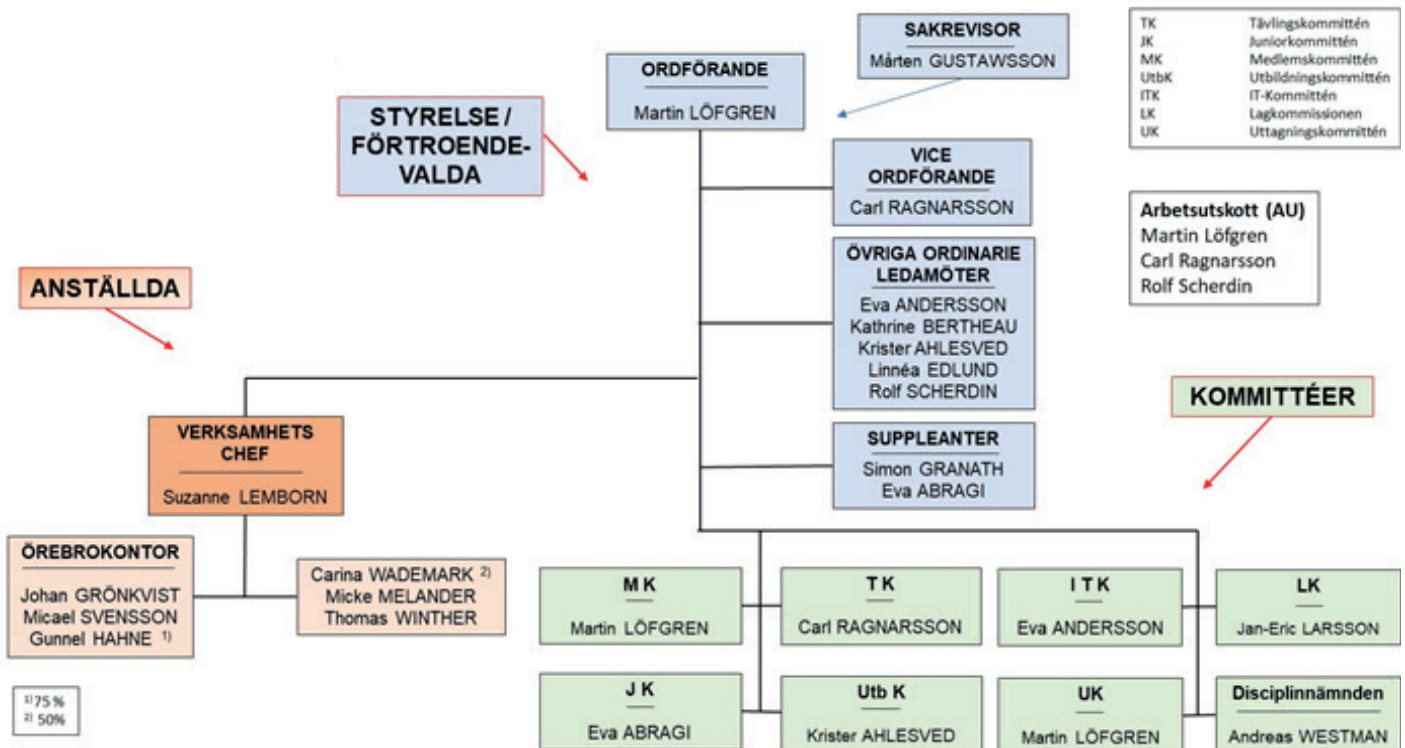 SAKREVISOR
Mårten GUSTAWSSON
ORDFÖRANDE
Martin LÖFGREN
STYRELSE /
FÖRTROENDE-
VALDA
TK Tävlingskommittén
JK Juniorkommittén
MK Medlemskommittén
UtbK Utbildningskommittén
ITK IT-Kommittén
LK Lagkommissionen
UK Uttagningskommittén
VICE
ORDFÖRANDE
Carl RAGNARSSON
Arbetsutskott (AU)
Martin Löfgren
Carl Ragnarsson
Rolf Scherdin
ÖVRIGA ORDINARIE
LEDAMÖTER
Eva ANDERSSON
Kathrine BERTHEAU
Krister AHLESVED
Linnéa EDLUND
Rolf SCHERDIN
ANSTÄLLDA
KOMMITTÉER
VERKSAMHETS
CHEF
Suzanne LEMBORN
SUPPLEANTER
Simon GRANATH
Eva ABRAGI
ÖREBROKONTOR
Johan GRÖNKVIST
Micael SVENSSON
Gunnel HAHNE 1)
Carina WADEMARK 2)
Micke MELANDER
Thomas WINTHER
M K
Martin LÖFGREN
T K
Carl RAGNARSSON
I T K
Eva ANDERSSON
LK
Jan-Eric LARSSON
J K
Eva ABRAGI
Utb K
Krister AHLESVED
UK
Martin LÖFGREN
Disciplinnämnden
Andreas WESTMAN
1) 75 %
2) 50%